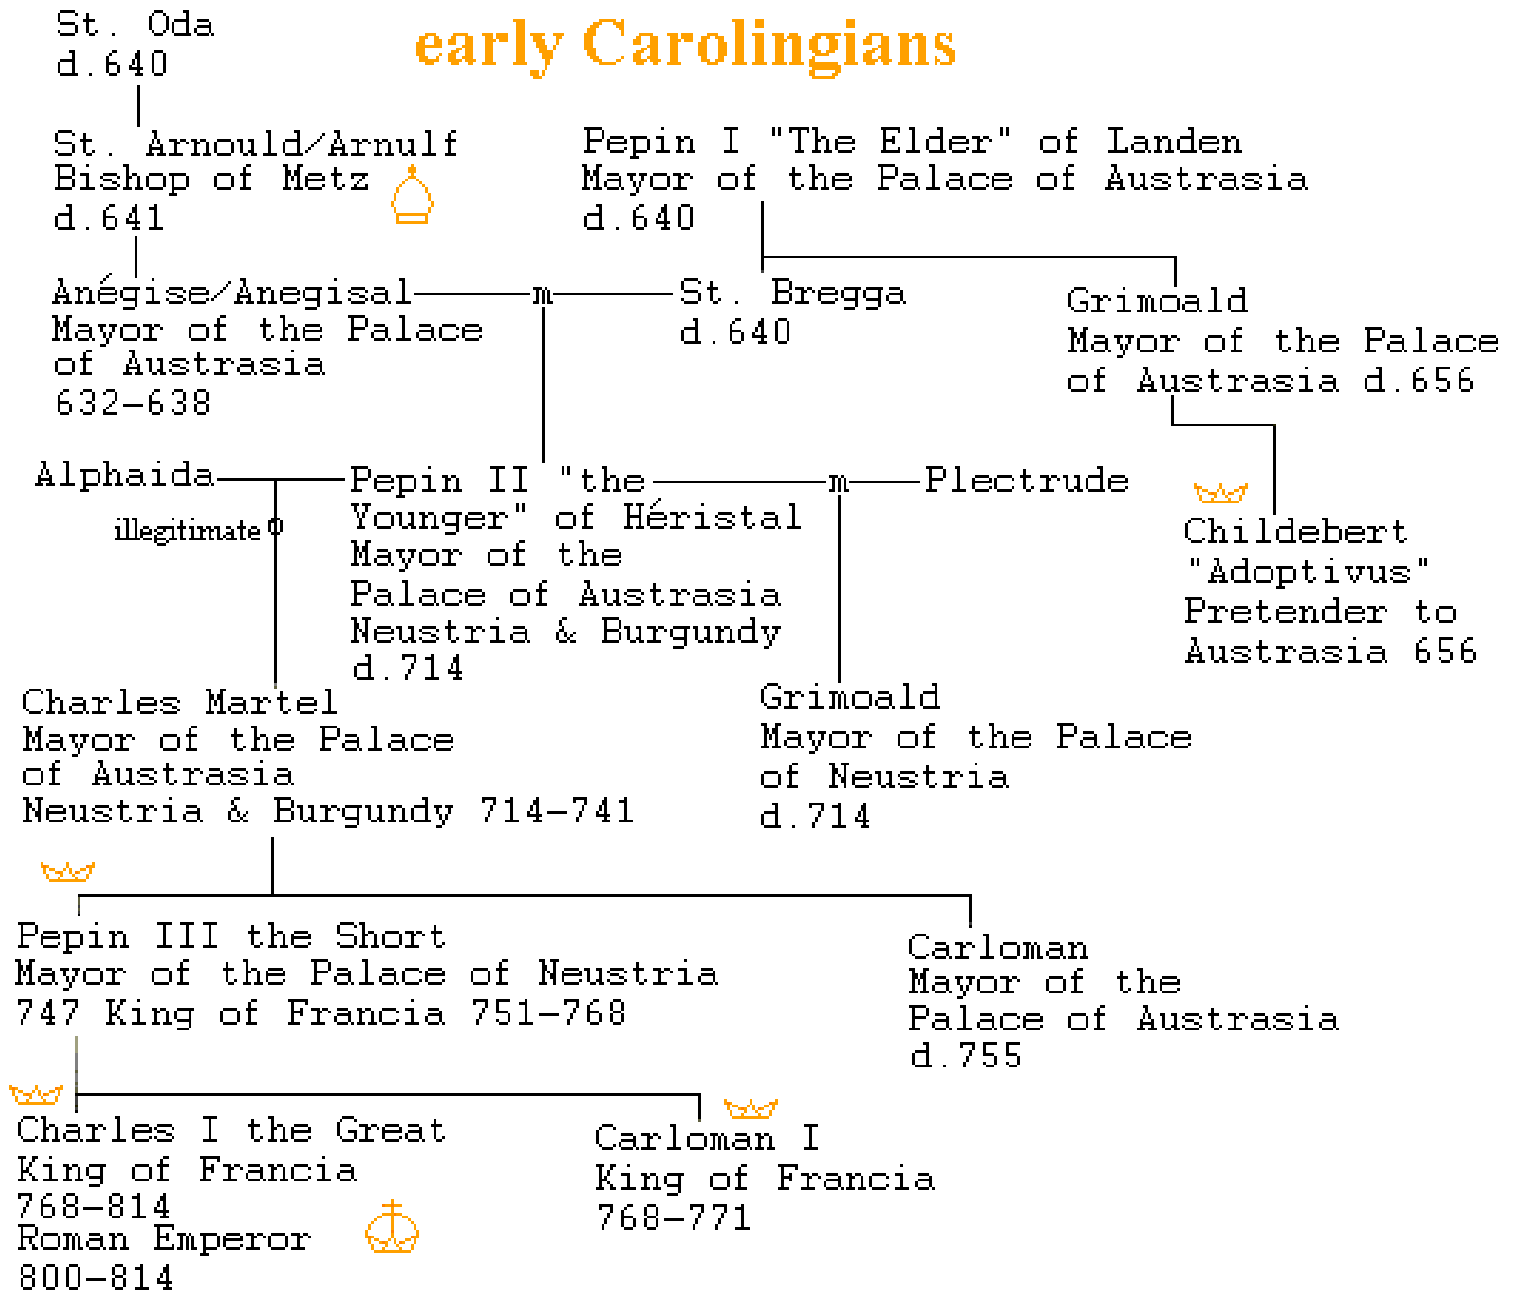 early Carolingians
St. Oda
d.640
St. Arnould/Arnulf
Bishop of Metz
d.641
Pepin I "The Elder" of Landen
Mayor of the Palace of Austrasia
d.640
Anégise/Anegisal
Mayor of the Palace
of Austrasia
632-638
m
St. Bregga
d.640
Grimoald
Mayor of the Palace
of Austrasia d.656
Alphaida
illegitimate
Pepin II "the
Younger" of Héristal
Mayor of the
Palace of Austrasia
Neustria & Burgundy
d.714
m
Plectrude
Childebert
"Adoptivus"
Pretender to
Austrasia 656
Charles Martel
Mayor of the Palace
of Austrasia
Neustria & Burgundy 714-741
Grimoald
Mayor of the Palace
of Neustria
d.714
Pepin III the Short
Mayor of the Palace of Neustria
747 King of Francia 751-768
Carloman
Mayor of the
Palace of Austrasia
d.755
Charles I the Great
King of Francia
768-814
Roman Emperor
800-814
Carloman I
King of Francia
768-771